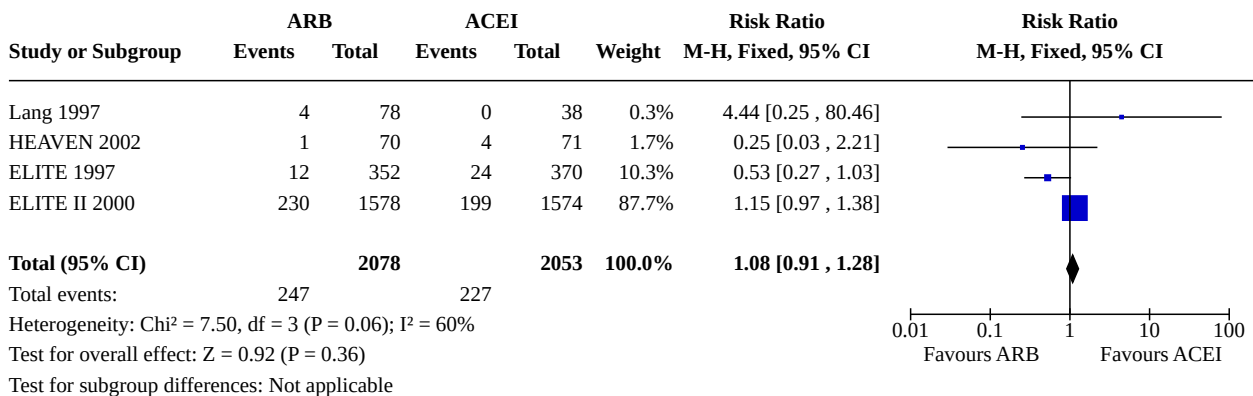 ARB ACEI Risk Ratio Risk Ratio
Study or Subgroup Events Total Events Total Weight M-H, Fixed, 95% CI M-H, Fixed, 95% CI
Lang 1997 4 78 0 38 0.3% 4.44 [0.25 , 80.46]
HEAVEN 2002 1 70 4 71 1.7% 0.25 [0.03 , 2.21]
ELITE 1997 12 352 24 370 10.3% 0.53 [0.27 , 1.03]
ELITE II 2000 230 1578 199 1574 87.7% 1.15 [0.97 , 1.38]
Total (95% CI) 2078 2053 100.0% 1.08 [0.91 , 1.28]
Total events: 247 227
Heterogeneity: Chi² = 7.50, df = 3 (P = 0.06); I² = 60%
0.01 0.1 1 10 100
Test for overall effect: Z = 0.92 (P = 0.36) Favours ARB Favours ACEI
Test for subgroup differences: Not applicable